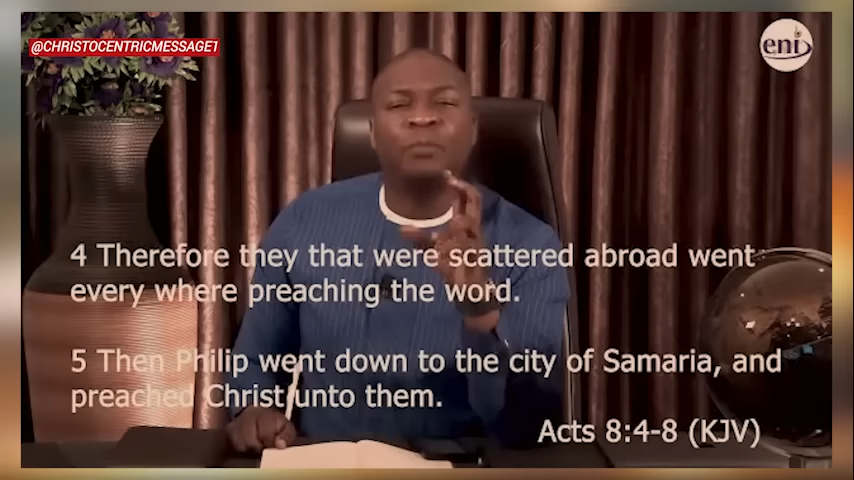 @CHRISTOCENTRICMESSAGE1
eni
4 Therefore they that were scattered abroad went
every where preaching the word.
5 Then Philip went down to the city of Samaria, and
preached Christ unto them.
Acts 8:4-8 (KJV)